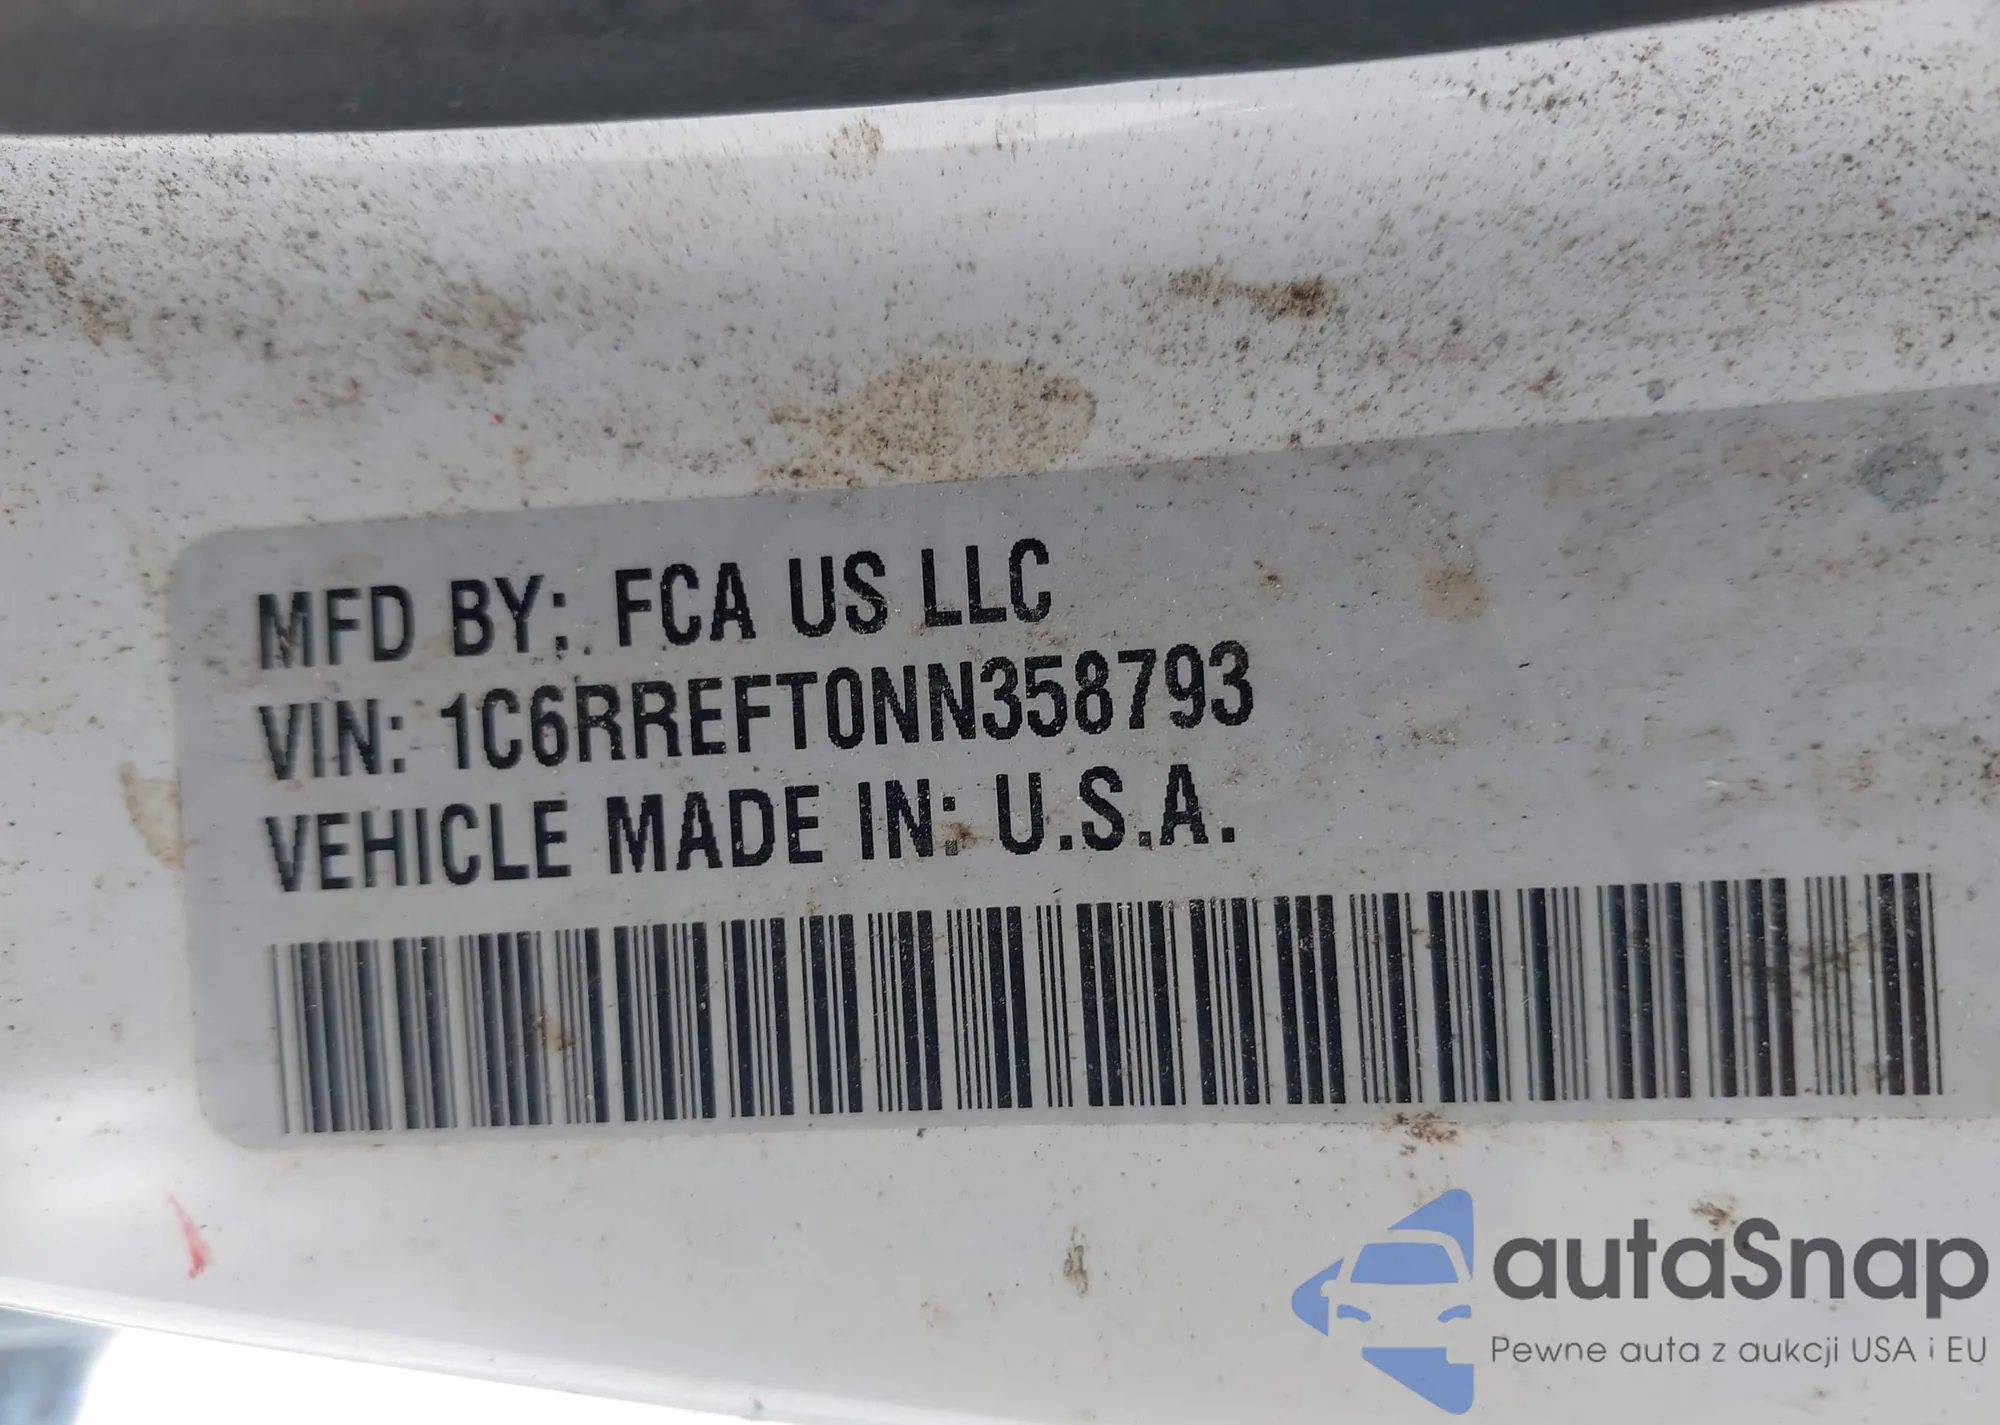 MFD BY: FCA US LLC
VIN: 1C6RREFT0NN358793
VEHICLE MADE IN: U.S.A.
autaSnap
Pewne auta z aukcji USA i EU